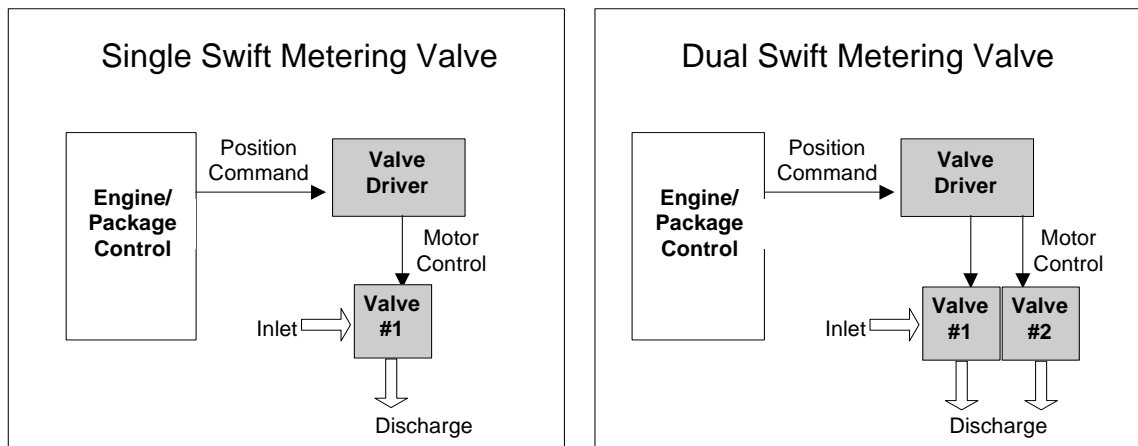 Single Swift Metering Valve
Position
Command
Valve
Driver
Engine/
Package
Control
Motor
Control
Valve
#1
Inlet
Discharge
Dual Swift Metering Valve
Position
Command
Valve
Driver
Engine/
Package
Control
Motor
Control
Valve
#1
Valve
#2
Inlet
Discharge